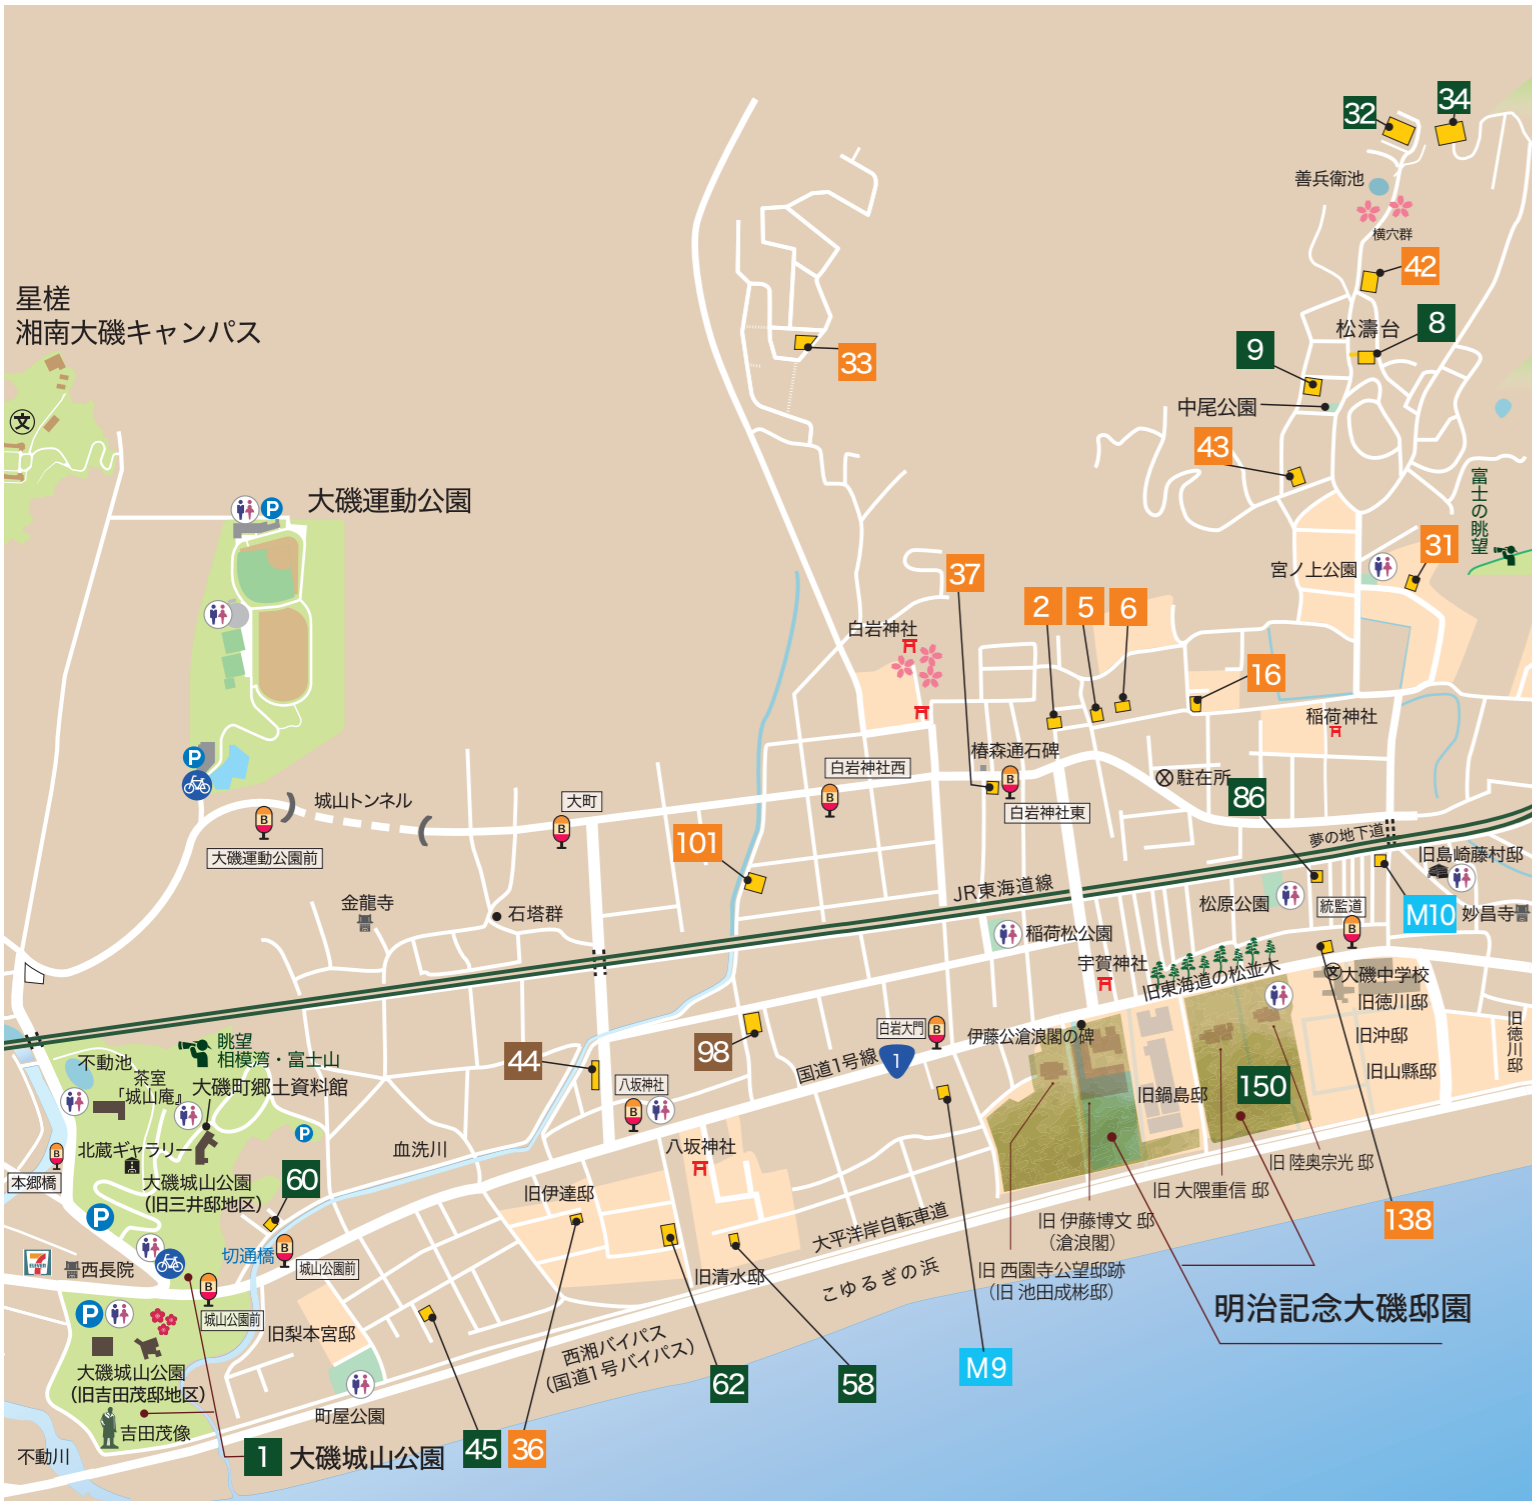 32
34
善兵衛池
横穴群
42
星槎
湘南大磯キャンパス
松濤台
8
9
33
中尾公園
文
43
富士の眺望
大磯運動公園
P
31
宮ノ上公園
37
2
5
6
白岩神社
16
稲荷神社
椿森通石碑
白岩神社西
B
B
白岩神社東
駐在所
86
P
城山トンネル
大町
B
B
大磯運動公園前
101
夢の地下道
旧島崎藤村邸
JR東海道線
松原公園
統監道
B
M10
妙昌寺
金龍寺
石塔群
稲荷松公園
宇賀神社
旧東海道の松並木
文
大磯中学校
旧徳川邸
98
白岩大門
B
伊藤公滄浪閣の碑
旧沖邸
旧徳川邸
眺望
相模湾・富士山
不動池
茶室
「城山庵』
大磯町郷土資料館
44
八坂神社
B
国道1号線
1
旧山縣邸
旧鍋島邸
150
P
北蔵ギャラリー
血洗川
八坂神社
B
本郷橋
大磯城山公園
(旧三井邸地区)
60
旧伊達邸
旧 陸奥宗光 邸
旧 大隈重信 邸
P
138
大平洋岸自転車道
旧 伊藤博文 邸
(滄浪閣)
切通橋
B
城山公園前
7
西長院
旧清水邸
こゆるぎの浜
旧 西園寺公望邸跡
(旧 池田成彬邸)
B
城山公園前
P
明治記念大磯邸園
旧梨本宮邸
西湘バイパス
(国道1号バイパス)
M9
大磯城山公園
(旧吉田茂邸地区)
62
58
町屋公園
吉田茂像
不動川
1
大磯城山公園
45
36